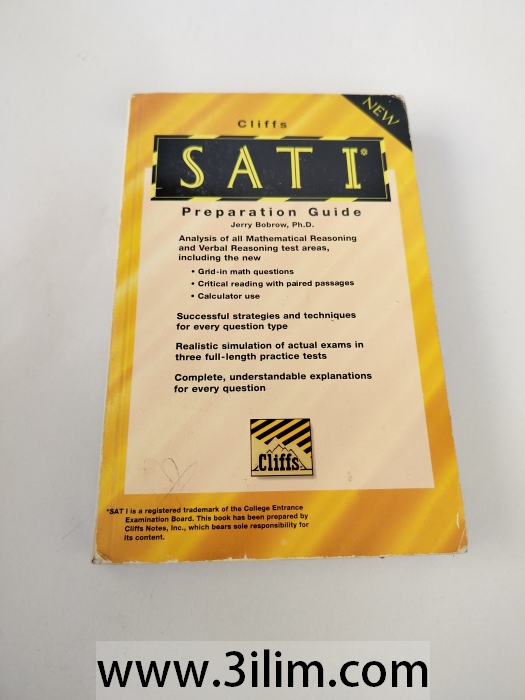 NEW
Cliffs
SAT I*
Preparation Guide
Jerry Bobrow, Ph.D.
Analysis of all Mathematical Reasoning
and Verbal Reasoning test areas,
including the new
• Grid-in math questions
• Critical reading with paired passages
• Calculator use
Successful strategies and techniques
for every question type
Realistic simulation of actual exams in
three full-length practice tests
Complete, understandable explanations
for every question
Cliffs
*SAT I is a registered trademark of the College Entrance
Examination Board. This book has been prepared by
Cliffs Notes, Inc., which bears sole responsibility for
its content.
www.3ilim.com